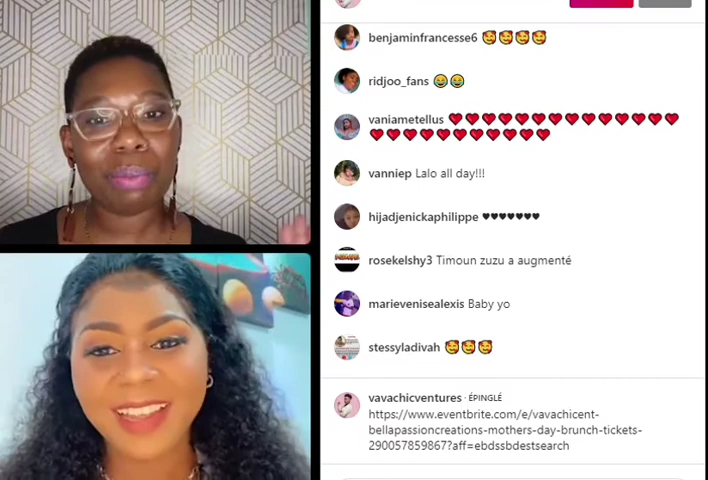 benjaminfrancesse6 🥰🥰🥰🥰
ridjoo_fans 😂😂
vaniametellus ❤️❤️❤️❤️❤️❤️❤️❤️❤️❤️❤️❤️❤️❤️
❤️❤️❤️❤️❤️❤️❤️❤️❤️❤️❤️
vanniep Lalo all day!!!
hijadjenickaphilippe ♥♥♥♥♥♥♥
rosekelshy3 Timoun zuzu a augmenté
marievenisealexis Baby yo
stessyladivah 🥰🥰🥰
vavachicventures · ÉPINGLÉ
https://www.eventbrite.com/e/vavachicent-
bellapassioncreations-mothers-day-brunch-tickets-
290057859867?aff=ebdssbdestsearch